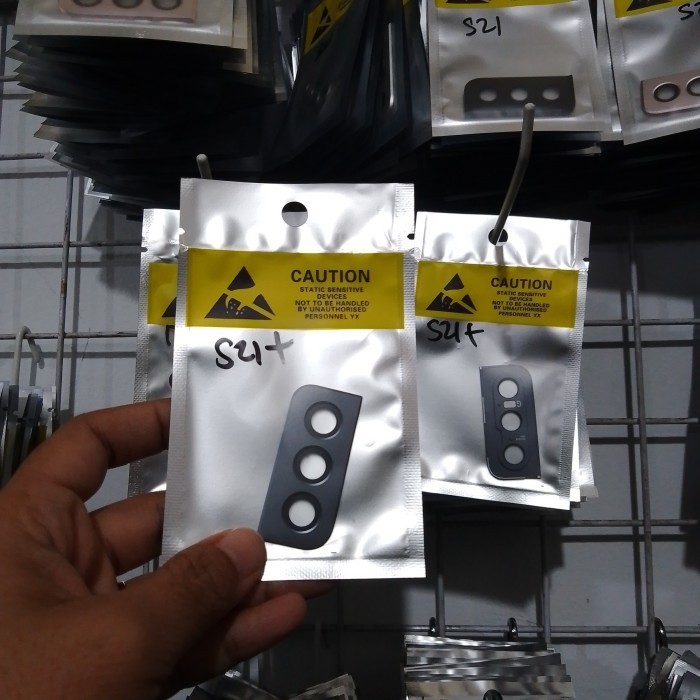 S21
S2
CAUTION
STATIC SENSITIVE
DEVICES
NOT TO BE HANDLED
BY UNAUTHORISED
PERSONNEL YX
S21+
CAUTION
STATIC SENSITIVE
DEVICES
NOT TO BE HANDLED
BY UNAUTHORISED
PERSONNEL YX
S21+